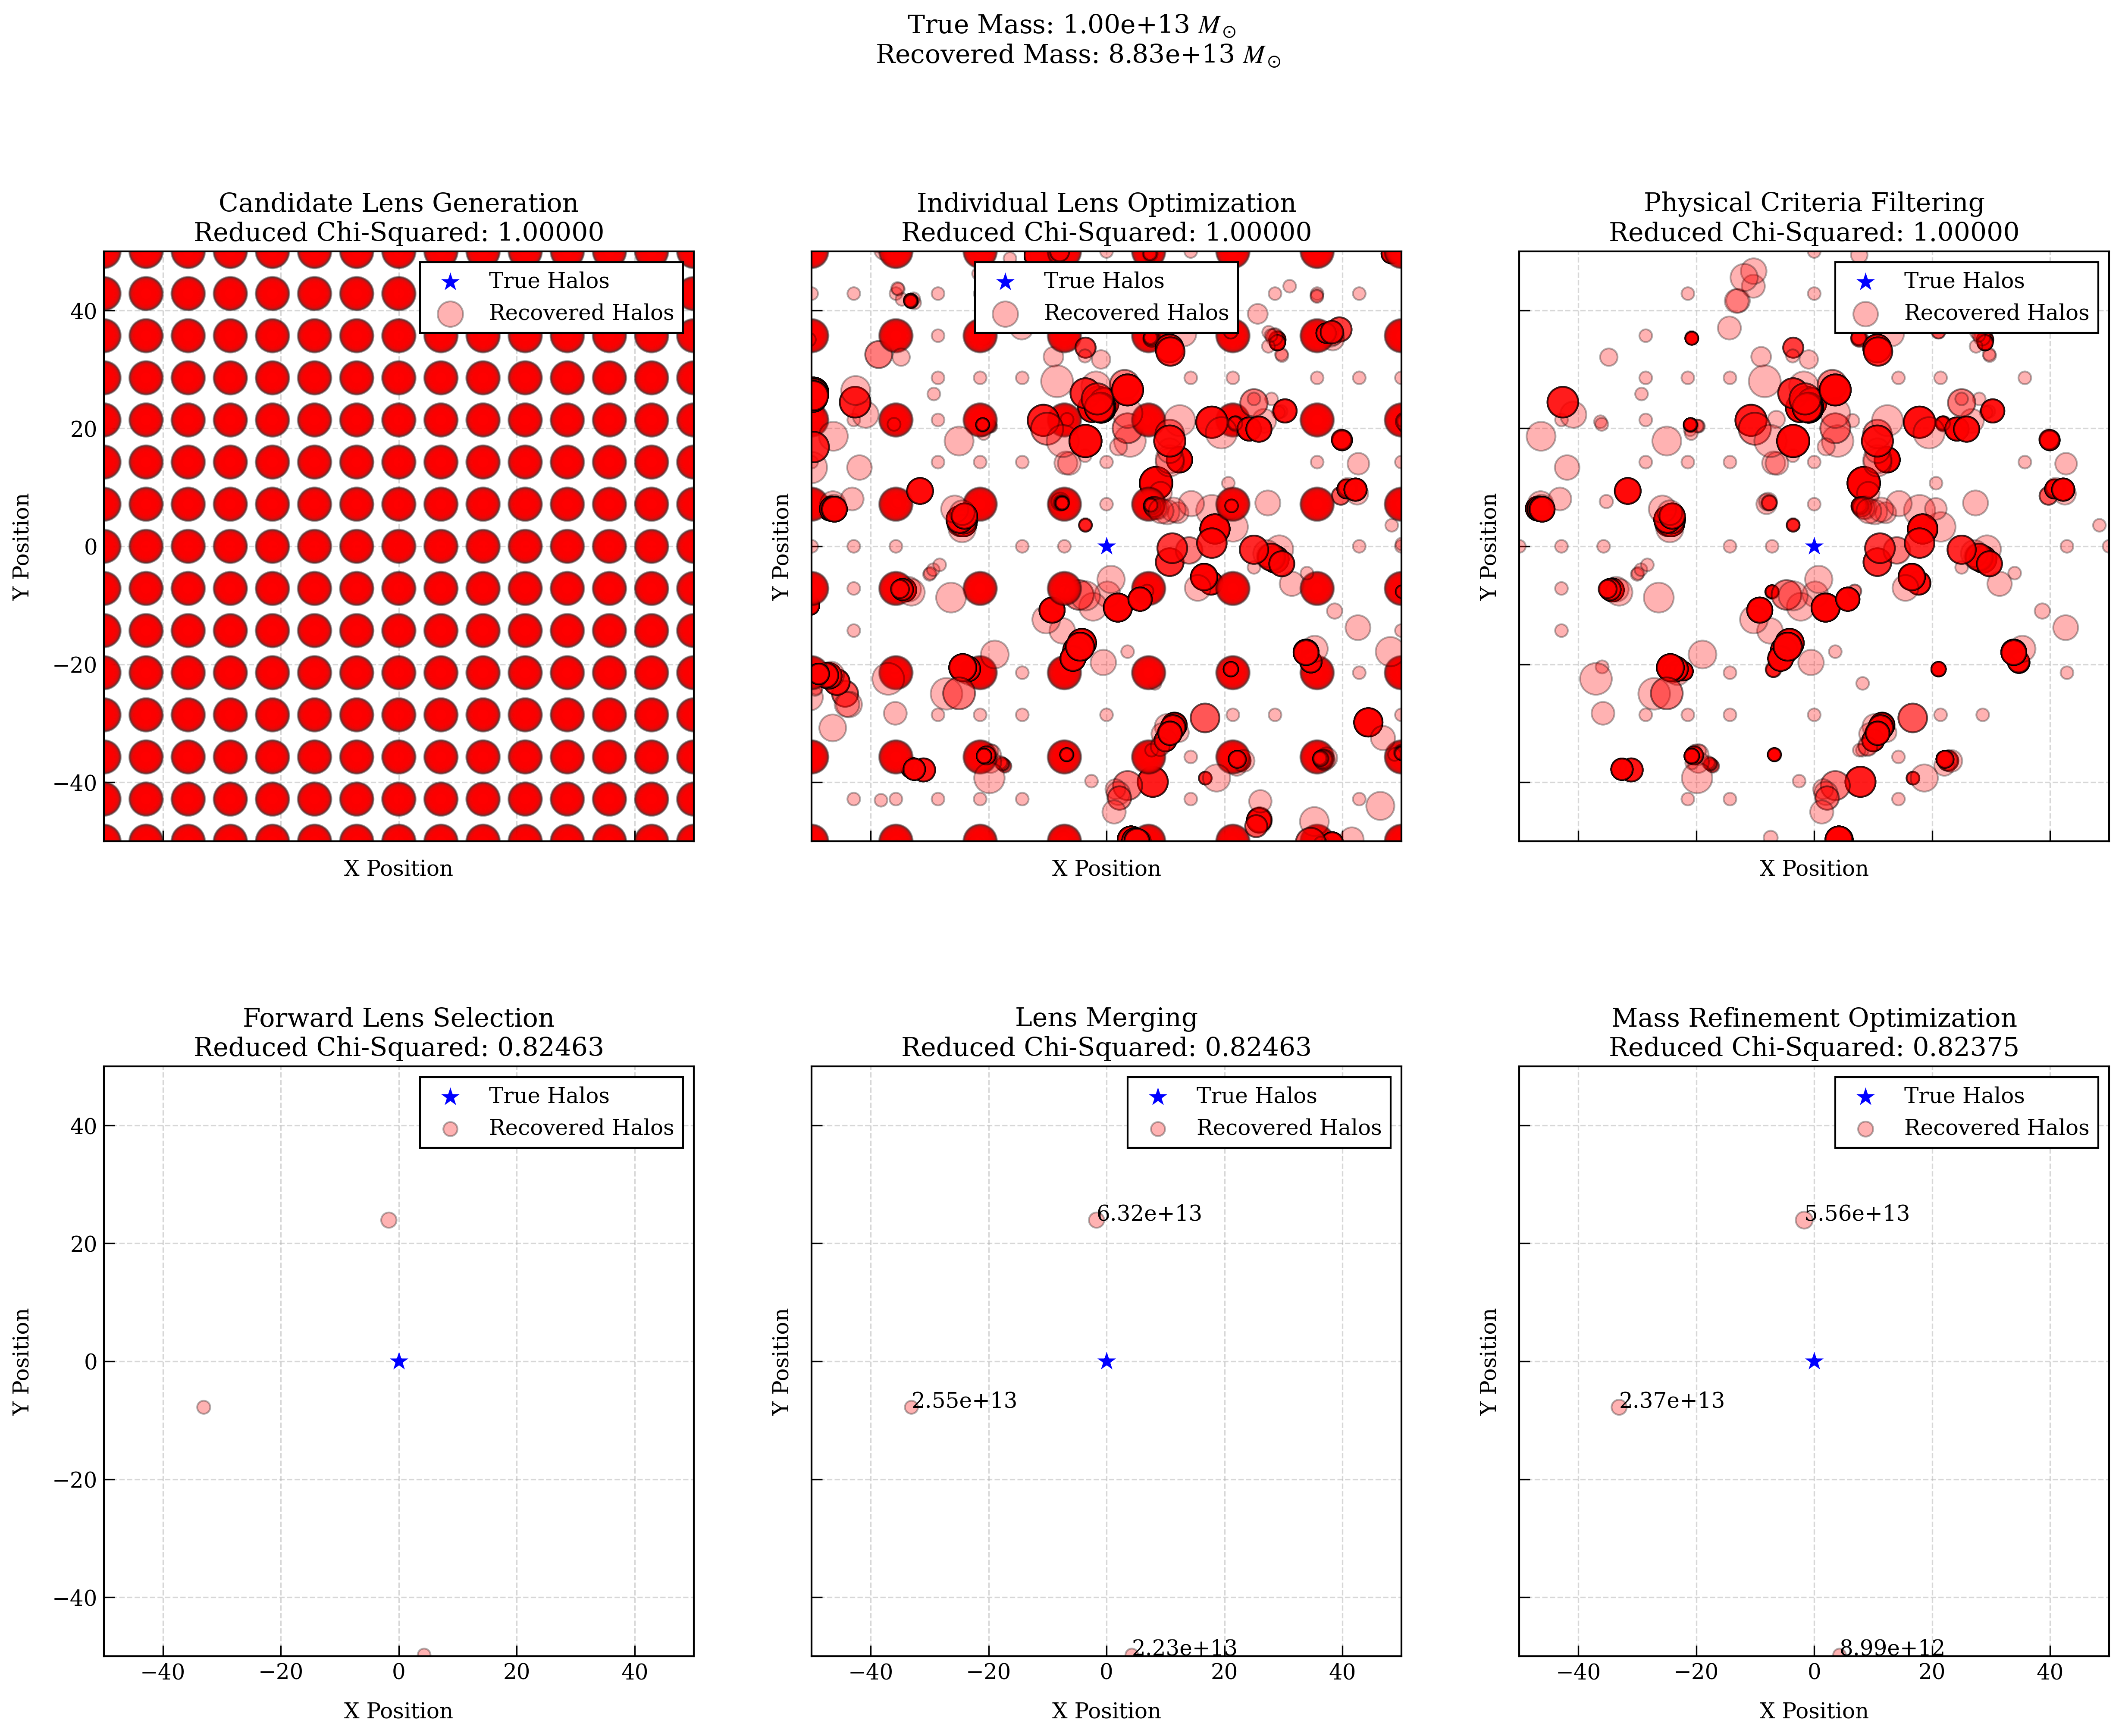 True Mass: 1.00e+13 M⊙
Recovered Mass: 8.83e+13 M⊙
Candidate Lens Generation
Reduced Chi-Squared: 1.00000
True Halos
Recovered Halos
40
20
0
−20
−40
Y Position
X Position
Individual Lens Optimization
Reduced Chi-Squared: 1.00000
True Halos
Recovered Halos
Y Position
X Position
Physical Criteria Filtering
Reduced Chi-Squared: 1.00000
True Halos
Recovered Halos
Y Position
X Position
Forward Lens Selection
Reduced Chi-Squared: 0.82463
True Halos
Recovered Halos
40
20
0
−20
−40
Y Position
−40 −20 0 20 40
X Position
Lens Merging
Reduced Chi-Squared: 0.82463
True Halos
Recovered Halos
6.32e+13
2.55e+13
2.23e+13
Y Position
−40 −20 0 20 40
X Position
Mass Refinement Optimization
Reduced Chi-Squared: 0.82375
True Halos
Recovered Halos
5.56e+13
2.37e+13
8.99e+12
Y Position
−40 −20 0 20 40
X Position